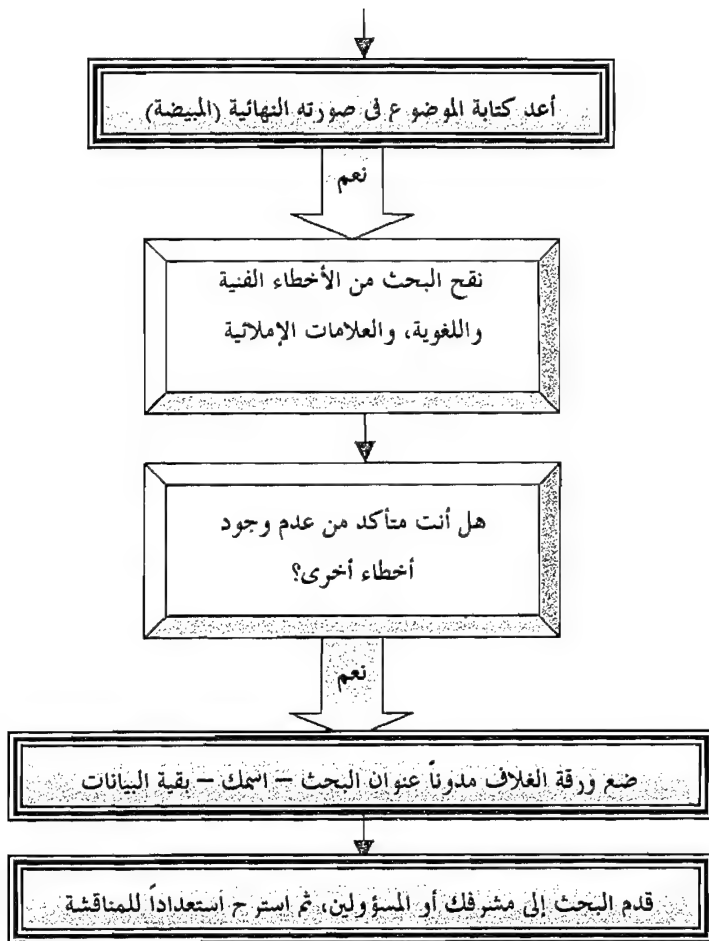 أعد كتابة الموضوع فى صورته النهائية (المبيضة)
نعم
نقح البحث من الأخطاء الفنية
واللغوية، والعلامات الإملائية
هل أنت متأكد من عدم وجود
أخطاء أخرى؟
نعم
ضع ورقة الغلاف مدوناً عنوان البحث – اسمك – بقية البيانات
قدم البحث إلى مشرفك أو المسؤولين، ثم استرح استعداداً للمناقشة